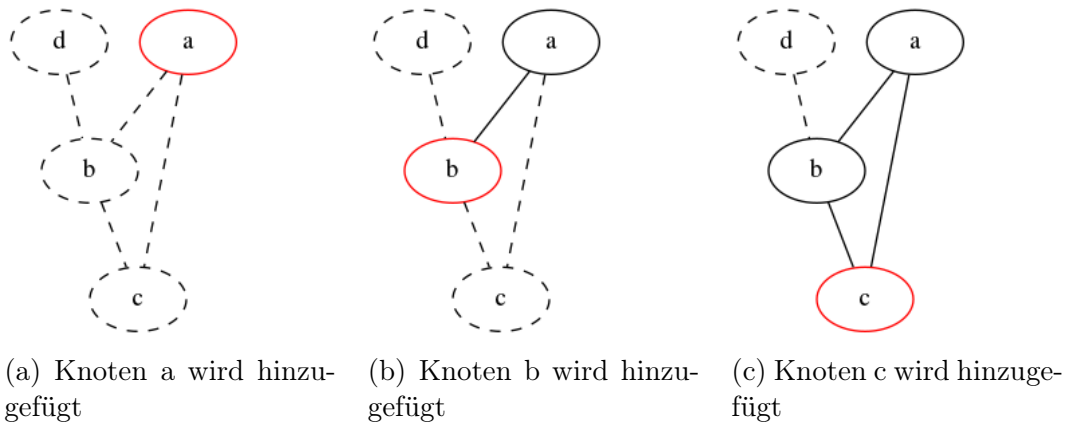 d
a
b
c
d
a
b
c
d
a
b
c
(a) Knoten a wird hinzu-
gefügt
(b) Knoten b wird hinzu-
gefügt
(c) Knoten c wird hinzuge-
fügt